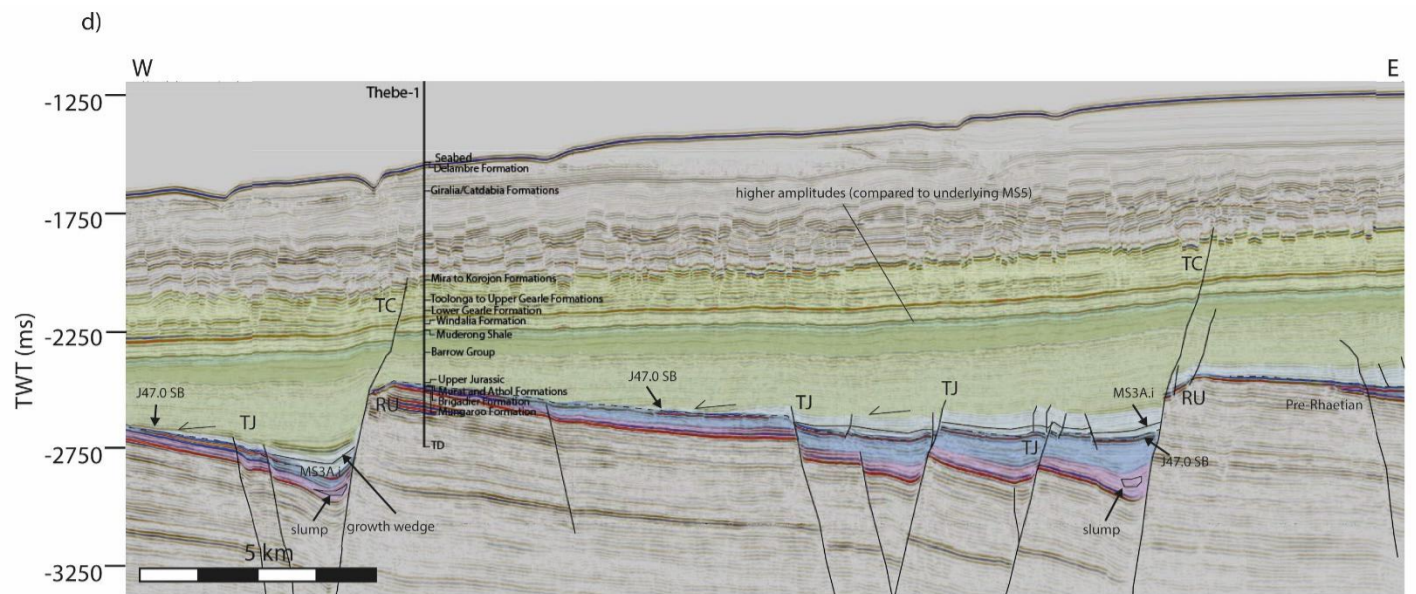 d)
W
E
-1250
Thebe-1
Seabed
Delambre Formation
Giralia/Catdabia Formations
higher amplitudes (compared to underlying MS5)
-1750
TC
Mira to Korojon Formations
TC
Toolonga to Upper Gearle Formations
Lower Gearle Formation
-2250
Windalia Formation
Muderong Shale
Barrow Group
TWT (ms)
J47.0 SB
Upper Jurassic
J47.0 SB
MS3A.i
Murat and Athol Formations
RU
Brigadier Formation
Mungaroo Formation
TJ
TJ
TJ
RU
Pre-Rhaetian
TD
TJ
J47.0 SB
-2750
MS3A.i
slump
growth wedge
slump
5 km
-3250